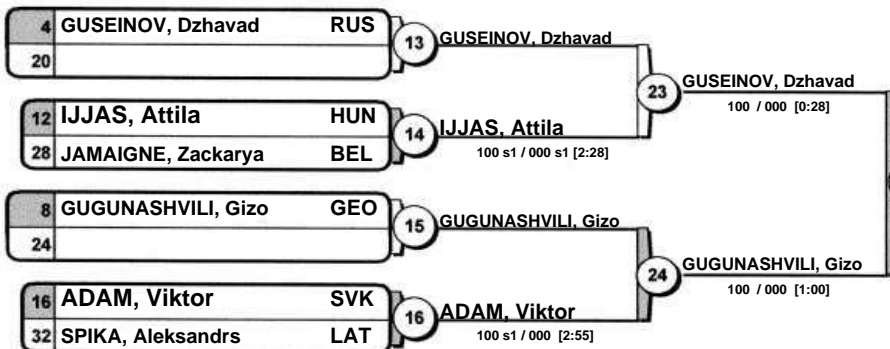 4 GUSEINOV, Dzhavad RUS
20
13 GUSEINOV, Dzhavad
12 IJJAS, Attila HUN
28 JAMAIGNE, Zackarya BEL
14 IJJAS, Attila
100 s1 / 000 s1 [2:28]
23 GUSEINOV, Dzhavad
100 / 000 [0:28]
8 GUGUNASHVILI, Gizo GEO
24
15 GUGUNASHVILI, Gizo
16 ADAM, Viktor SVK
32 SPIKA, Aleksandrs LAT
16 ADAM, Viktor
100 s1 / 000 [2:55]
24 GUGUNASHVILI, Gizo
100 / 000 [1:00]